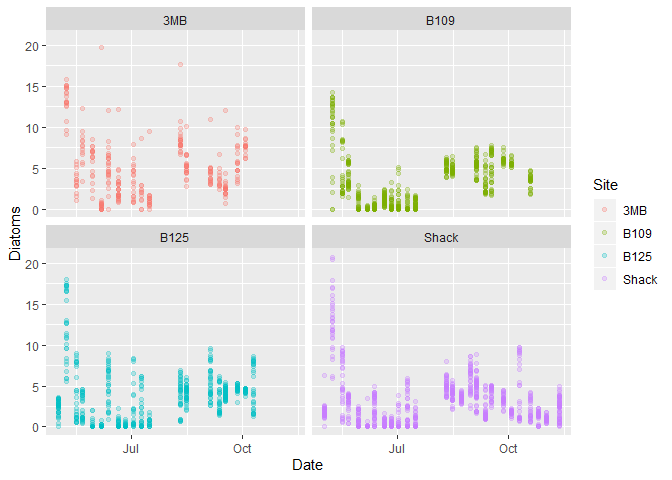 3MB B109
20
15
10
5
0
B125 Shack
20
15
10
5
0
Jul Oct Jul Oct
Date
Diatoms
Site
3MB
B109
B125
Shack